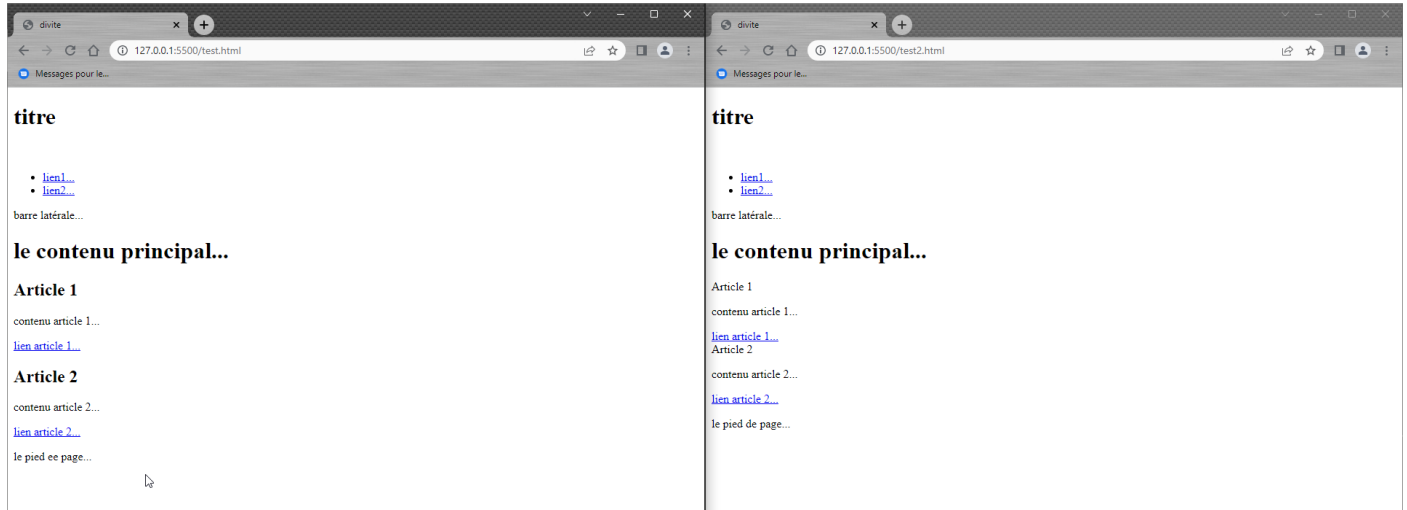 divite
127.0.0.1:5500/test.html
Messages pour le...
titre
lien1...
lien2...
barre latérale...
le contenu principal...
Article 1
contenu article 1...
lien article 1...
Article 2
contenu article 2...
lien article 2...
le pied ee page...
divite
127.0.0.1:5500/test2.html
Messages pour le...
titre
lien1...
lien2...
barre latérale...
le contenu principal...
Article 1
contenu article 1...
lien article 1...
Article 2
contenu article 2...
lien article 2...
le pied de page...